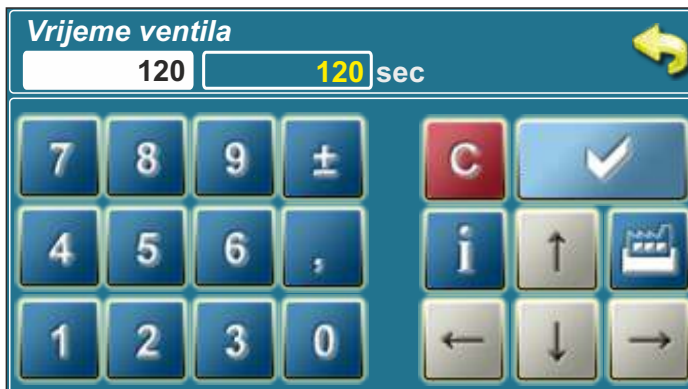 Vrijeme ventila
120 120 sec
7 8 9 ± C
4 5 6 , i ↑
1 2 3 0 ← ↓ →